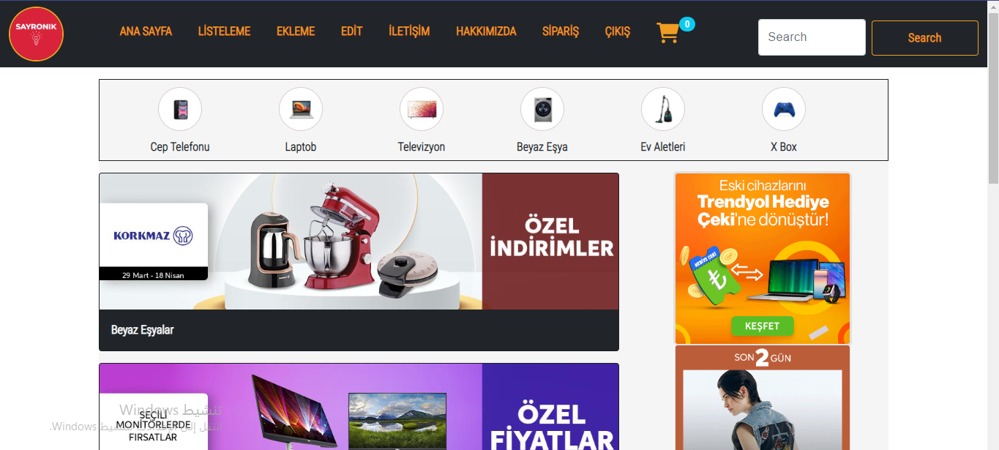 SAYRONIK
ANA SAYFA
LİSTELEME
EKLEME
EDİT
İLETİŞİM
HAKKIMIZDA
SİPARİŞ
ÇIKIŞ
0
Search
Search
Cep Telefonu
Laptob
Televizyon
Beyaz Eşya
Ev Aletleri
X Box
KORKMAZ
29 Mart - 18 Nisan
ÖZEL
İNDİRİMLER
Beyaz Eşyalar
Eski cihazlarını
Trendyol Hediye
Çeki'ne dönüştür!
HEDİYE ÇEKİ
₺
KEŞFET
SON 2 GÜN
SEÇİLİ
MONİTÖRLERDE
FIRSATLAR
ÖZEL
FİYATLAR
تنشيط Windows
انتقل إلى
تنشيط Windows.